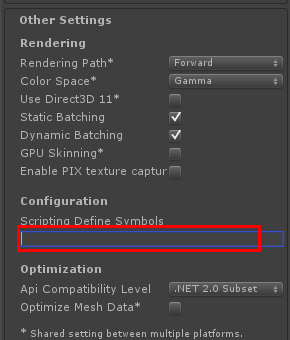 Other Settings
Rendering
Rendering Path* Forward
Color Space* Gamma
Use Direct3D 11*
Static Batching
Dynamic Batching
GPU Skinning*
Enable PIX texture captur
Configuration
Scripting Define Symbols
Optimization
Api Compatibility Level .NET 2.0 Subset
Optimize Mesh Data*
* Shared setting between multiple platforms.